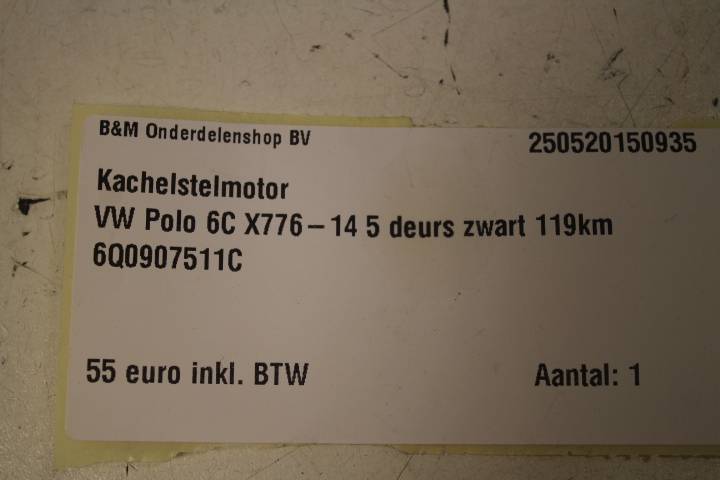 B&M Onderdelenshop BV 250520150935
Kachelstelmotor
VW Polo 6C X776-14 5 deurs zwart 119km
6Q0907511C
55 euro inkl. BTW Aantal: 1